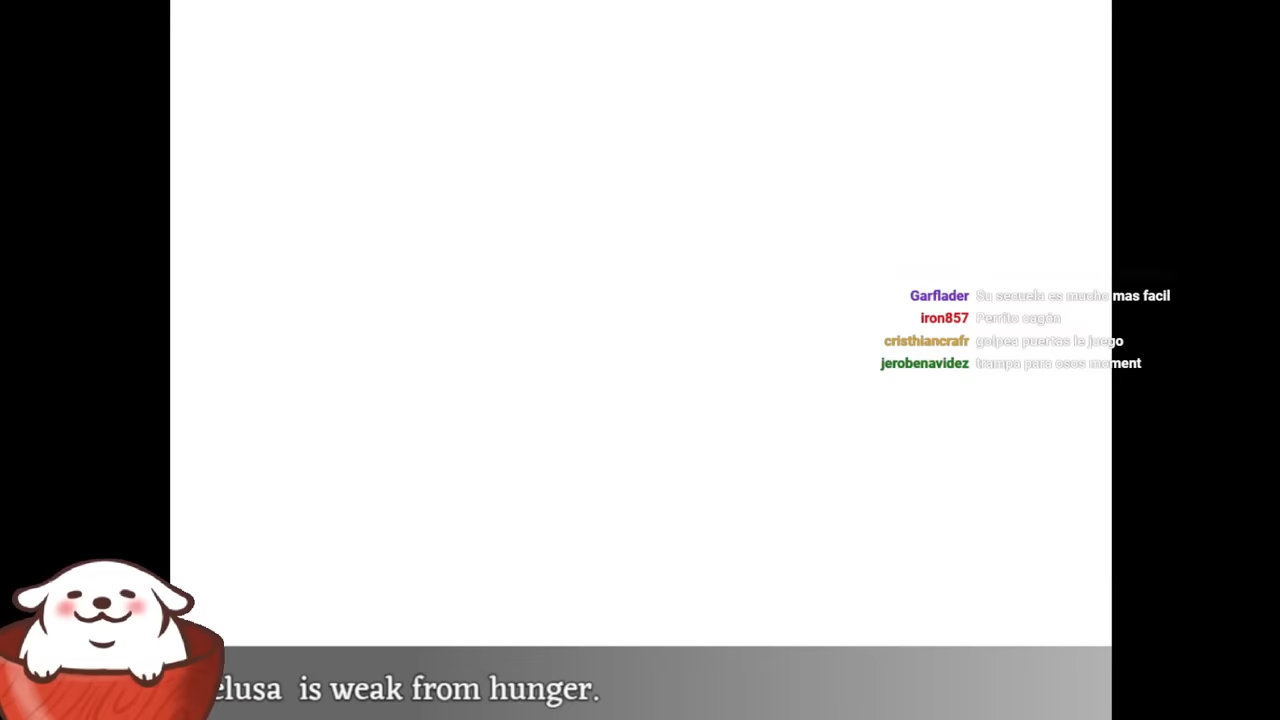 Garflader Su secuela es mucho mas facil
iron857 Perrito cagón
cristhiancrafr golpea puertas le juego
jerobenavidez trampa para osos moment
elusa is weak from hunger.